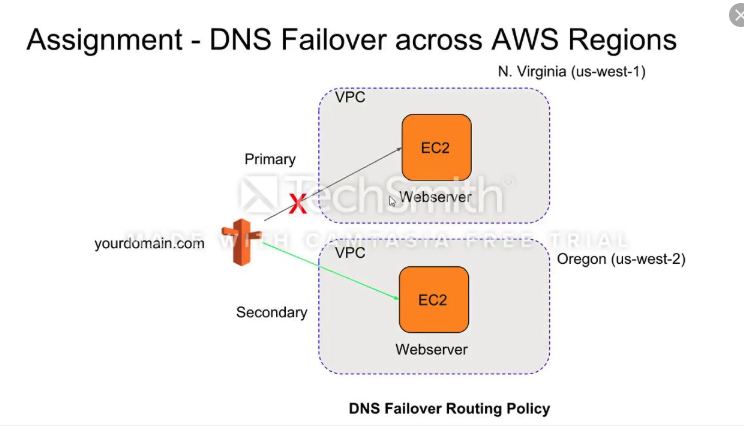 Assignment - DNS Failover across AWS Regions
N. Virginia (us-west-1)
VPC
EC2
Primary
Webserver
X
TechSmith
MADE WITH CAMTASIA FREE TRIAL
yourdomain.com
VPC
Oregon (us-west-2)
EC2
Secondary
Webserver
DNS Failover Routing Policy